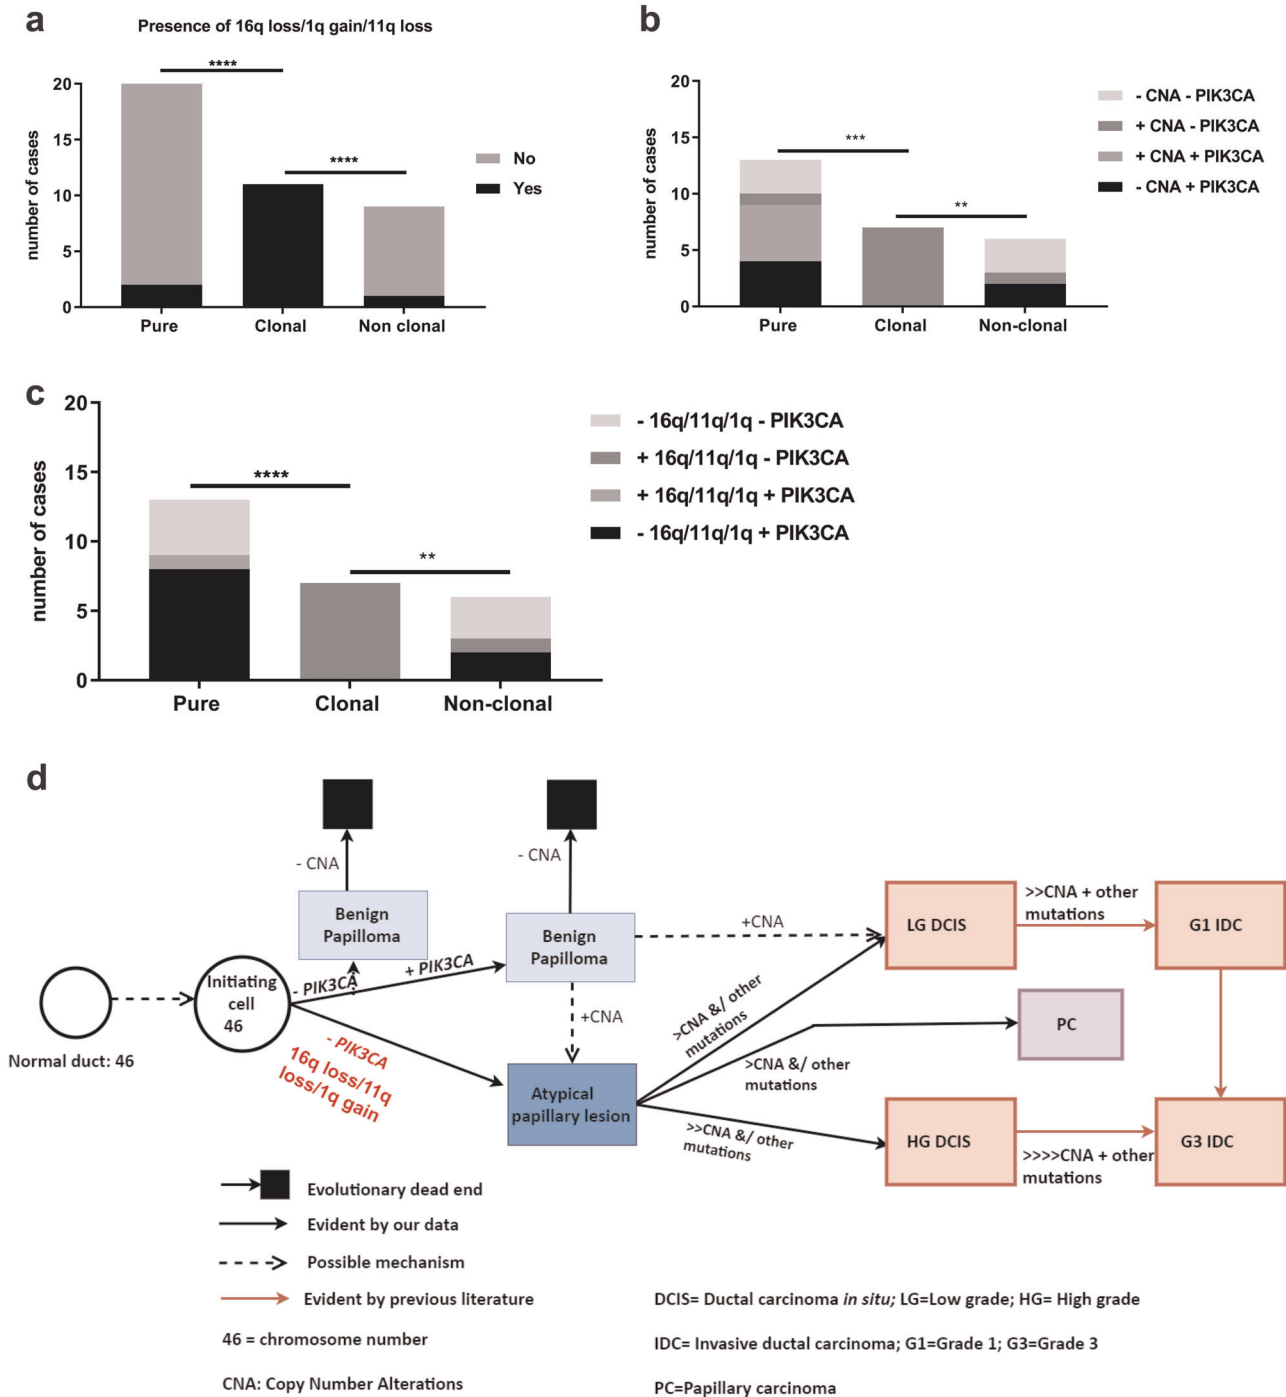 a
Presence of 16q loss/1q gain/11q loss
****
****
number of cases
20
15
10
5
0
Pure
Clonal
Non clonal
No
Yes
b
***
**
number of cases
20
15
10
5
0
Pure
Clonal
Non-clonal
- CNA - PIK3CA
+ CNA - PIK3CA
+ CNA + PIK3CA
- CNA + PIK3CA
c
****
**
number of cases
20
15
10
5
0
Pure
Clonal
Non-clonal
- 16q/11q/1q - PIK3CA
+ 16q/11q/1q - PIK3CA
+ 16q/11q/1q + PIK3CA
- 16q/11q/1q + PIK3CA
d
- CNA
- CNA
Benign
Papilloma
Benign
Papilloma
+CNA
LG DCIS
>>CNA + other
mutations
G1 IDC
Initiating
cell
46
- PIK3CA
+ PIK3CA
+CNA
>CNA &/ other
mutations
PC
Normal duct: 46
- PIK3CA
16q loss/11q
loss/1q gain
>CNA &/ other
mutations
Atypical
papillary lesion
>>CNA &/ other
mutations
HG DCIS
>>>>CNA + other
mutations
G3 IDC
Evolutionary dead end
Evident by our data
Possible mechanism
Evident by previous literature
46 = chromosome number
CNA: Copy Number Alterations
DCIS= Ductal carcinoma in situ; LG=Low grade; HG= High grade
IDC= Invasive ductal carcinoma; G1=Grade 1; G3=Grade 3
PC=Papillary carcinoma